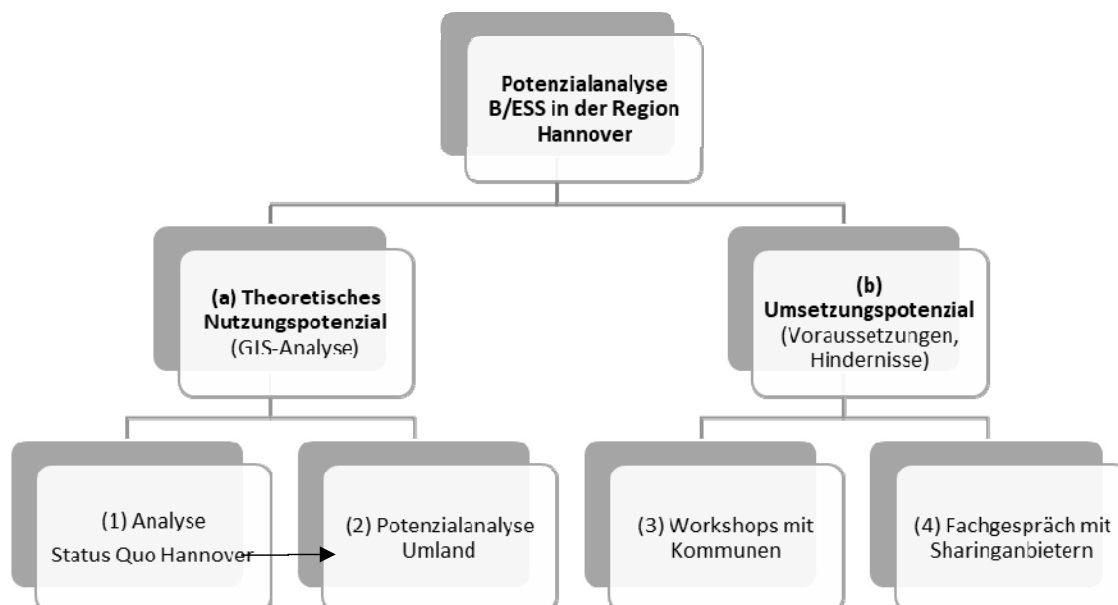 Potenzialanalyse
B/ESS in der Region
Hannover
(a) Theoretisches
Nutzungspotenzial
(GIS-Analyse)
(b)
Umsetzungspotenzial
(Voraussetzungen,
Hindernisse)
(1) Analyse
Status Quo Hannover
(2) Potenzialanalyse
Umland
(3) Workshops mit
Kommunen
(4) Fachgespräch mit
Sharinganbietern